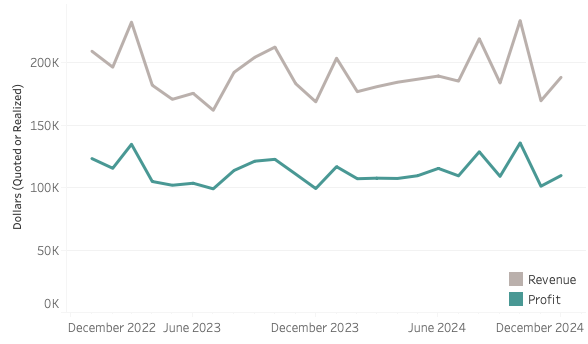 Dollars (Quoted or Realized)
200K
150K
100K
50K
0K
Revenue
Profit
December 2022 June 2023 December 2023 June 2024 December 2024